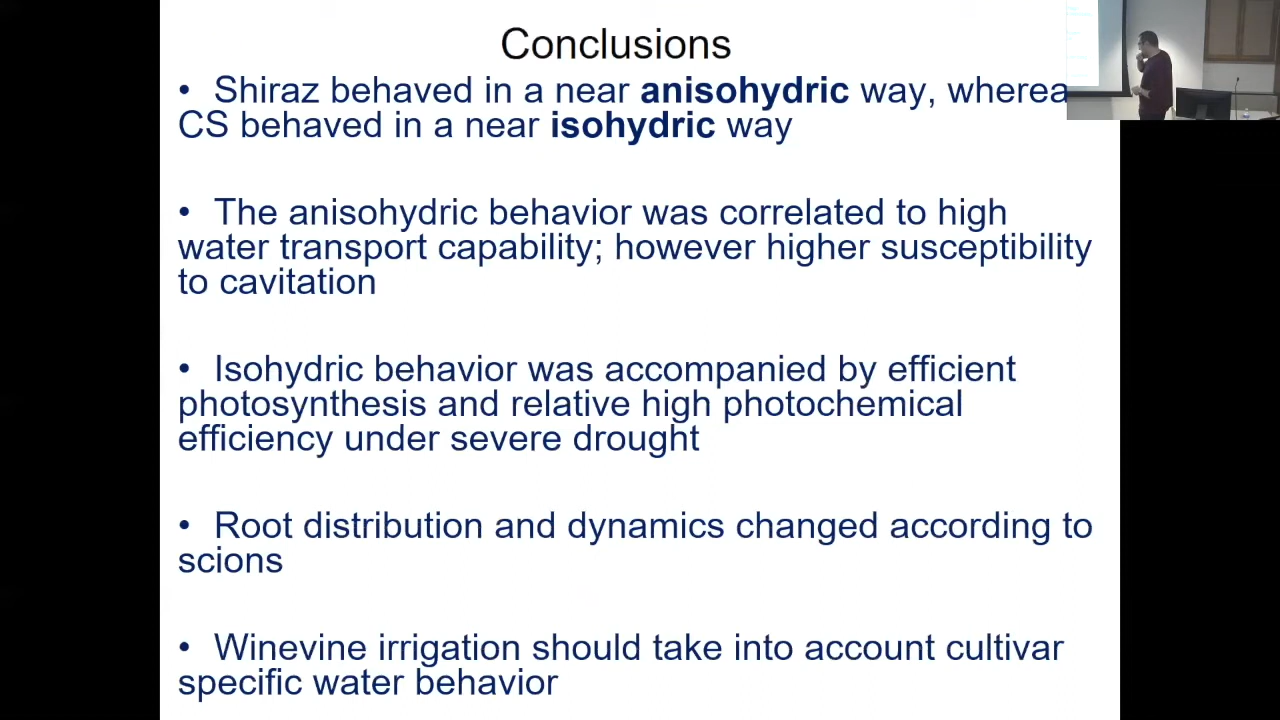 Conclusions
• Shiraz behaved in a near anisohydric way, wherea
CS behaved in a near isohydric way
• The anisohydric behavior was correlated to high
water transport capability; however higher susceptibility
to cavitation
• Isohydric behavior was accompanied by efficient
photosynthesis and relative high photochemical
efficiency under severe drought
• Root distribution and dynamics changed according to
scions
• Winevine irrigation should take into account cultivar
specific water behavior